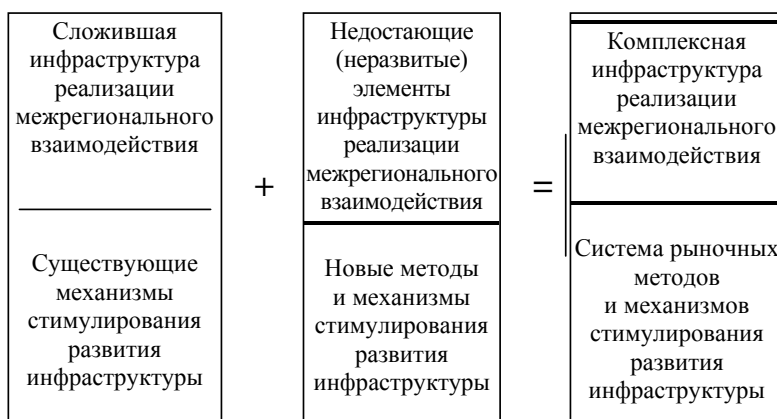 Сложившая
инфраструктура
реализации
межрегионального
взаимодействия
Существующие
механизмы
стимулирования
развития
инфраструктуры
+
Недостающие
(неразвитые)
элементы
инфраструктуры
реализации
межрегионального
взаимодействия
Новые методы
и механизмы
стимулирования
развития
инфраструктуры
=
Комплексная
инфраструктура
реализации
межрегионального
взаимодействия
Система рыночных
методов
и механизмов
стимулирования
развития
инфраструктуры